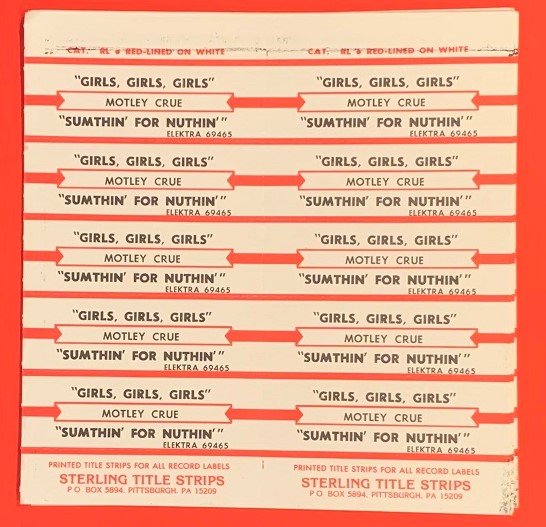 CAT. RL • RED-LINED ON WHITE CAT. RL • RED-LINED ON WHITE
"GIRLS, GIRLS, GIRLS" "GIRLS, GIRLS, GIRLS"
MOTLEY CRUE MOTLEY CRUE
"SUMTHIN' FOR NUTHIN'" "SUMTHIN' FOR NUTHIN'"
ELEKTRA 69465 ELEKTRA 69465
"GIRLS, GIRLS, GIRLS" "GIRLS, GIRLS, GIRLS"
MOTLEY CRUE MOTLEY CRUE
"SUMTHIN' FOR NUTHIN'" "SUMTHIN' FOR NUTHIN'"
ELEKTRA 69465 ELEKTRA 69465
"GIRLS, GIRLS, GIRLS" "GIRLS, GIRLS, GIRLS"
MOTLEY CRUE MOTLEY CRUE
"SUMTHIN' FOR NUTHIN'" "SUMTHIN' FOR NUTHIN'"
ELEKTRA 69465 ELEKTRA 69465
"GIRLS, GIRLS, GIRLS" "GIRLS, GIRLS, GIRLS"
MOTLEY CRUE MOTLEY CRUE
"SUMTHIN' FOR NUTHIN'" "SUMTHIN' FOR NUTHIN'"
ELEKTRA 69465 ELEKTRA 69465
"GIRLS, GIRLS, GIRLS" "GIRLS, GIRLS, GIRLS"
MOTLEY CRUE MOTLEY CRUE
"SUMTHIN' FOR NUTHIN'" "SUMTHIN' FOR NUTHIN'"
ELEKTRA 69465 ELEKTRA 69465
PRINTED TITLE STRIPS FOR ALL RECORD LABELS PRINTED TITLE STRIPS FOR ALL RECORD LABELS
STERLING TITLE STRIPS STERLING TITLE STRIPS
P O BOX 5894, PITTSBURGH, PA 15209 P O BOX 5894, PITTSBURGH, PA 15209